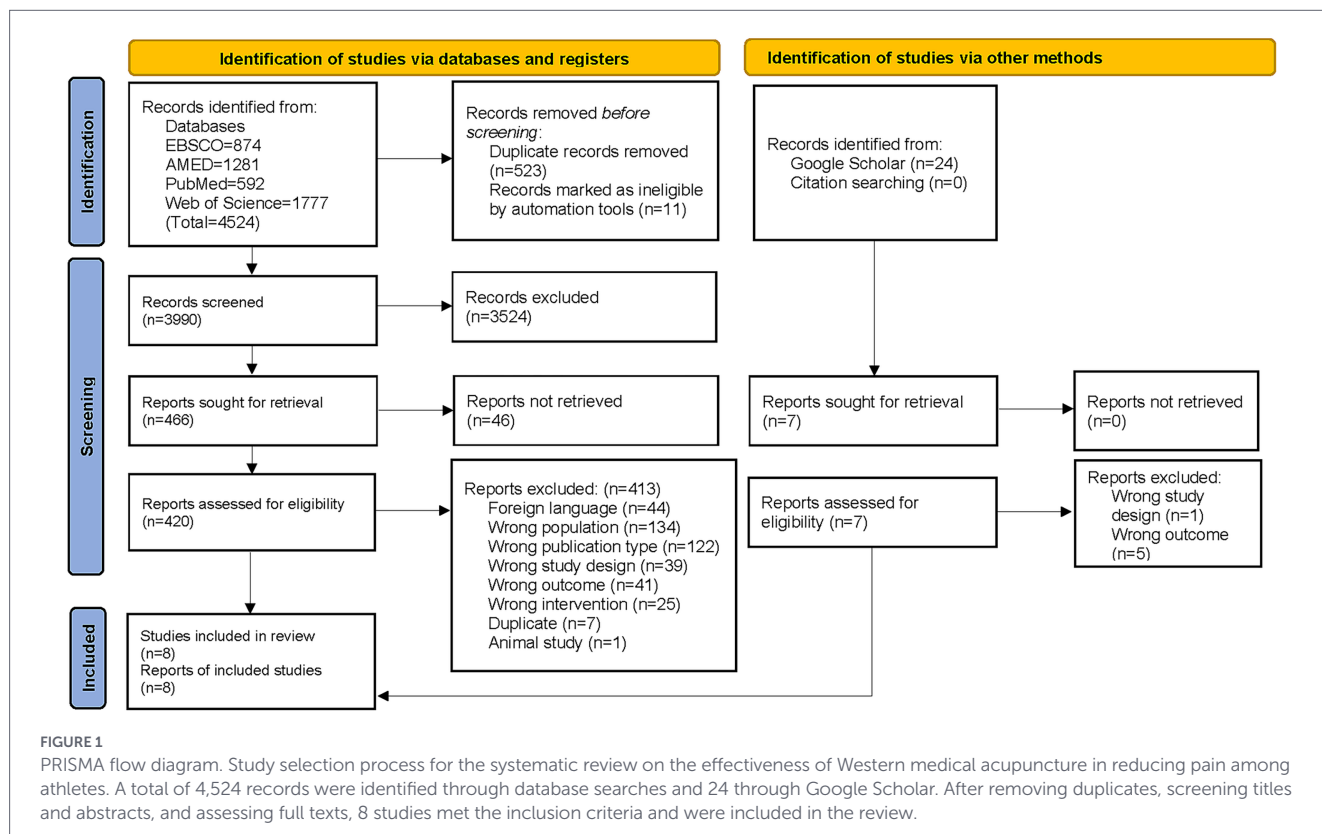 Identification of studies via databases and registers
Identification of studies via other methods
Identification
Records identified from:
Databases
EBSCO=874
AMED=1281
PubMed=592
Web of Science=1777
(Total=4524)
Records removed before
screening:
Duplicate records removed
(n=523)
Records marked as ineligible
by automation tools (n=11)
Records identified from:
Google Scholar (n=24)
Citation searching (n=0)
Screening
Records screened
(n=3990)
Records excluded
(n=3524)
Reports sought for retrieval
(n=466)
Reports not retrieved
(n=46)
Reports sought for retrieval
(n=7)
Reports not retrieved
(n=0)
Reports assessed for eligibility
(n=420)
Reports excluded: (n=413)
Foreign language (n=44)
Wrong population (n=134)
Wrong publication type (n=122)
Wrong study design (n=39)
Wrong outcome (n=41)
Wrong intervention (n=25)
Duplicate (n=7)
Animal study (n=1)
Reports assessed for
eligibility (n=7)
Reports excluded:
Wrong study
design (n=1)
Wrong outcome
(n=5)
Included
Studies included in review
(n=8)
Reports of included studies
(n=8)
FIGURE 1
PRISMA flow diagram. Study selection process for the systematic review on the effectiveness of Western medical acupuncture in reducing pain among
athletes. A total of 4,524 records were identified through database searches and 24 through Google Scholar. After removing duplicates, screening titles
and abstracts, and assessing full texts, 8 studies met the inclusion criteria and were included in the review.